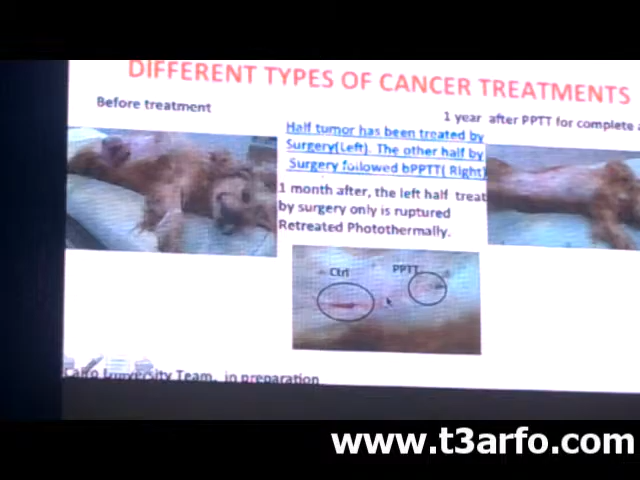 DIFFERENT TYPES OF CANCER TREATMENTS
Before treatment
1 year after PPTT for complete
Half tumor has been treated by
Surgery(Left). The other half by
Surgery followed bPPTT( Right)
1 month after, the left half treat
by surgery only is ruptured
Retreated Photothermally.
Ctrl
PPTT
Cairo University Team, in preparation
www.t3arfo.com